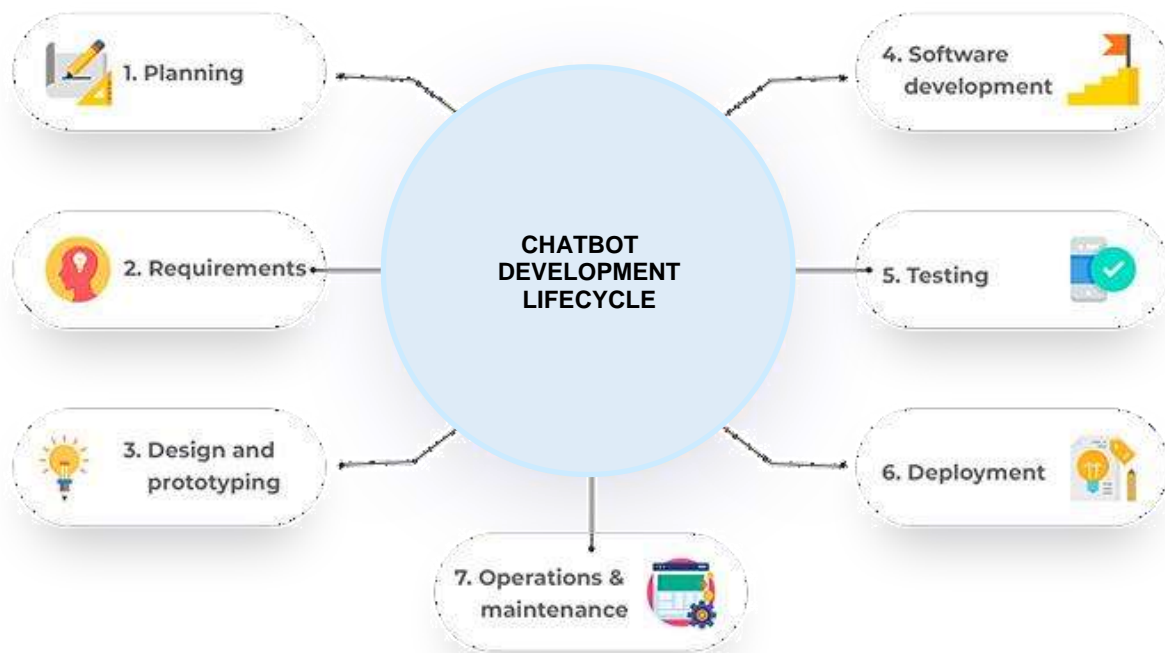 1. Planning
2. Requirements
3. Design and
prototyping
CHATBOT
DEVELOPMENT
LIFECYCLE
4. Software
development
5. Testing
6. Deployment
7. Operations &
maintenance